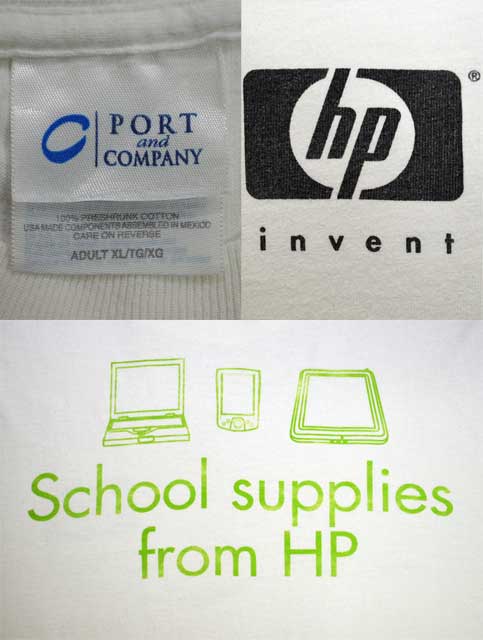 PORT
and
COMPANY
100% PRESHRUNK COTTON
USA MADE COMPONENTS ASSEMBLED IN MEXICO
CARE ON REVERSE
ADULT XL/TG/XG
hp®
invent
School supplies
from HP